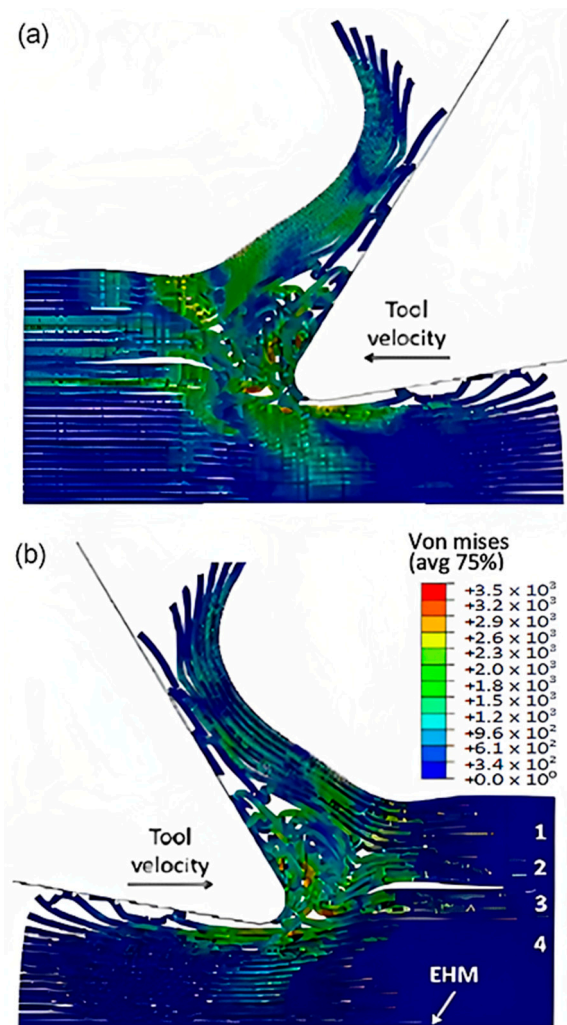 (a)
Tool
velocity
(b)
Von mises
(avg 75%)
+3.5 × 10³
+3.2 × 10³
+2.9 × 10³
+2.6 × 10³
+2.3 × 10³
+2.0 × 10³
+1.8 × 10³
+1.5 × 10³
+1.2 × 10³
+9.6 × 10²
+6.1 × 10²
+3.4 × 10²
+0.0 × 10⁰
Tool
velocity
1
2
3
4
EHM